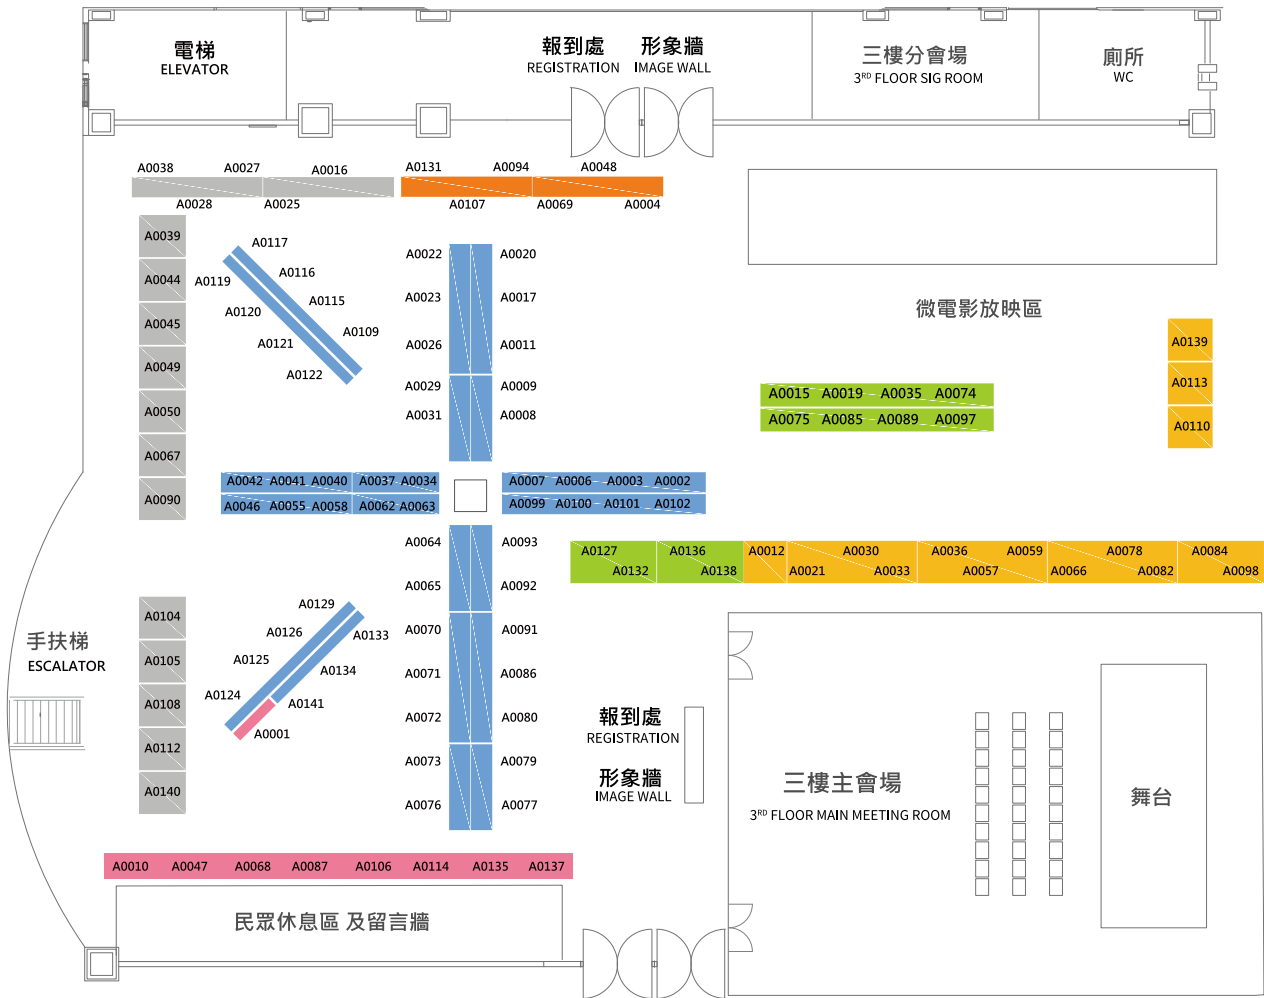 電梯
ELEVATOR
報到處
REGISTRATION
形象牆
IMAGE WALL
三樓分會場
3RD FLOOR SIG ROOM
廁所
WC
A0038 A0027 A0016
A0028 A0025
A0131 A0094 A0048
A0107 A0069 A0004
A0039
A0044
A0045
A0049
A0050
A0067
A0090
A0117
A0116
A0115
A0109
A0119
A0120
A0121
A0122
A0022
A0023
A0026
A0029
A0031
A0020
A0017
A0011
A0009
A0008
微電影放映區
A0139
A0113
A0110
A0015 A0019 A0035 A0074
A0075 A0085 A0089 A0097
A0042 A0041 A0040 A0037 A0034
A0046 A0055 A0058 A0062 A0063
A0007 A0006 A0003 A0002
A0099 A0100 A0101 A0102
A0064
A0065
A0070
A0071
A0072
A0073
A0076
A0093
A0092
A0091
A0086
A0080
A0079
A0077
A0127 A0136 A0012 A0030 A0036 A0059 A0078 A0084
A0132 A0138 A0021 A0033 A0057 A0066 A0082 A0098
手扶梯
ESCALATOR
A0104
A0105
A0108
A0112
A0140
A0129
A0126
A0125
A0124
A0133
A0134
A0141
A0001
報到處
REGISTRATION
形象牆
IMAGE WALL
三樓主會場
3RD FLOOR MAIN MEETING ROOM
舞台
A0010 A0047 A0068 A0087 A0106 A0114 A0135 A0137
民眾休息區 及留言牆